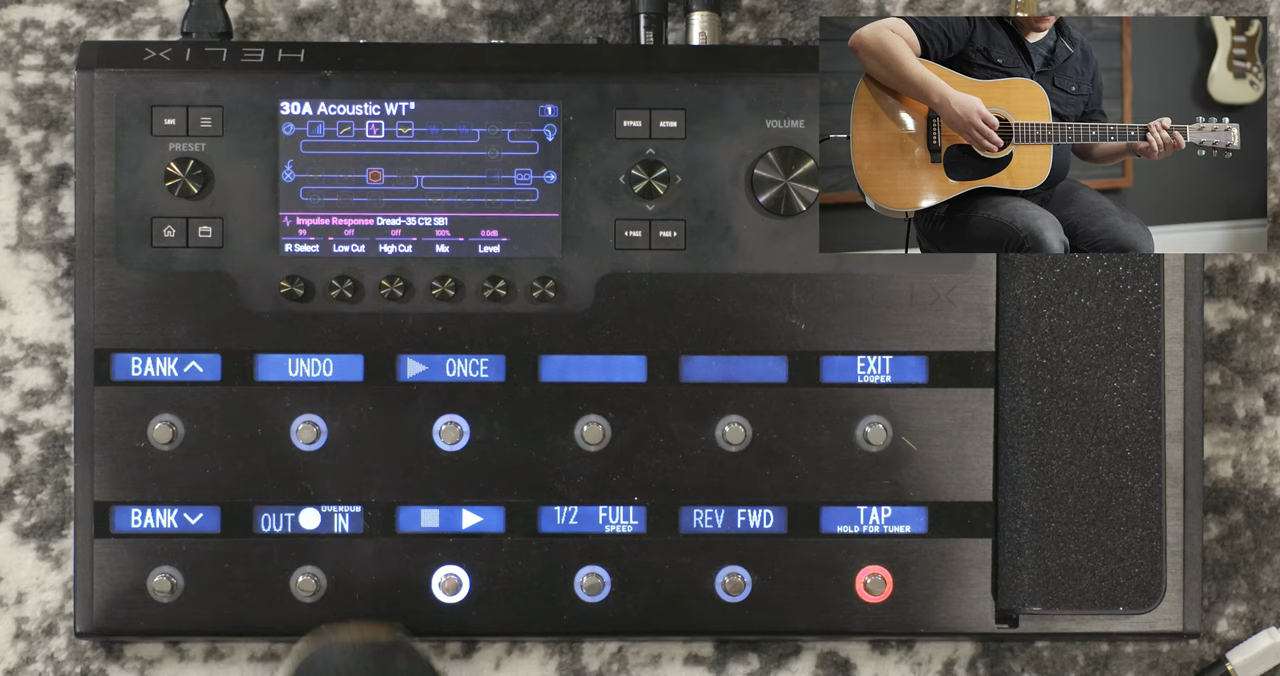 HELIX
SAVE
PRESET
30A Acoustic WT
1
Impulse Response Dread-35 C12 SB1
99 Off Off 100% 0.0dB
IR Select Low Cut High Cut Mix Level
BYPASS ACTION
VOLUME
PAGE PAGE
BANK UNDO ONCE EXIT
LOOPER
BANK OUT OVERDUB IN 1/2 FULL REV FWD TAP
SPEED HOLD FOR TUNER